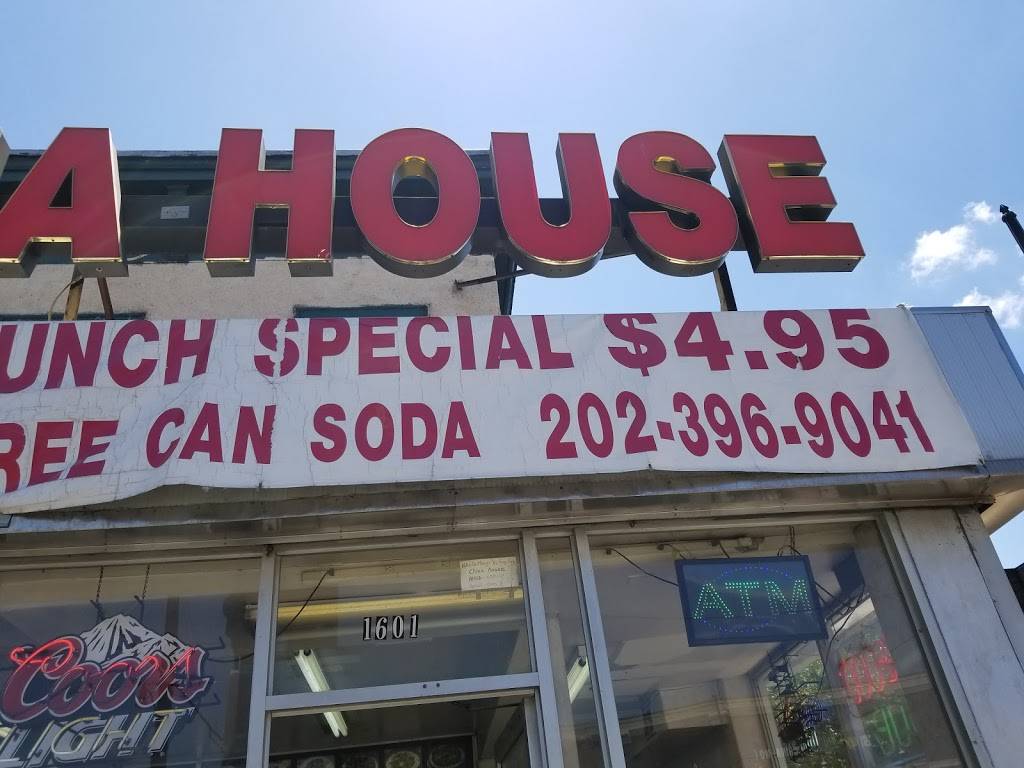 A HOUSE
UNCH SPECIAL $4.95
REE CAN SODA 202-396-9041
1601
ATM
Coors
LIGHT